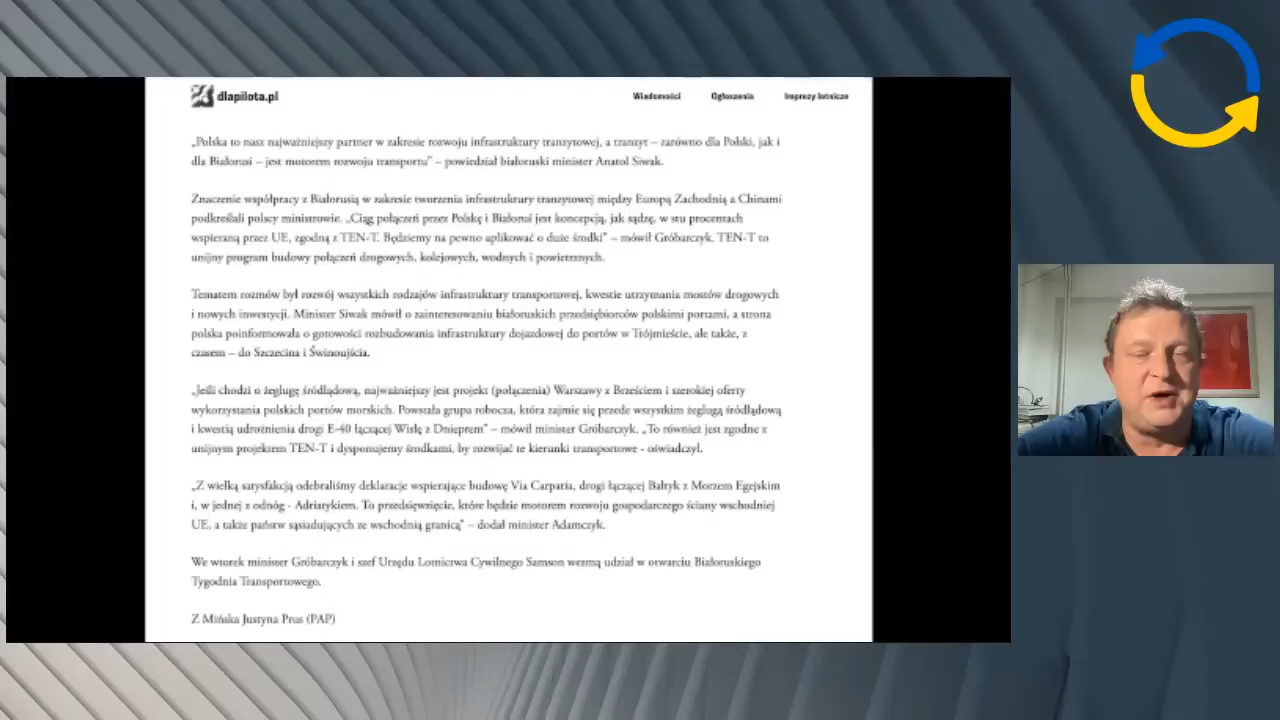 dlapilota.pl
Wiadomości Ogłoszenia Imprezy lotnicze
„Polska to nasz najważniejszy partner w zakresie rozwoju infrastruktury tranzytowej, a tranzyt – zarówno dla Polski, jak i
dla Białorusi – jest motorem rozwoju transportu” – powiedział białoruski minister Anatol Siwak.
Znaczenie współpracy z Białorusią w zakresie tworzenia infrastruktury tranzytowej między Europą Zachodnią a Chinami
podkreślali polscy ministrowie. „Ciąg połączeń przez Polskę i Białoruś jest koncepcją, jak sądzę, w stu procentach
wspieraną przez UE, zgodną z TEN-T. Będziemy na pewno aplikować o duże środki” – mówił Gróbarczyk. TEN-T to
unijny program budowy połączeń drogowych, kolejowych, wodnych i powietrznych.
Tematem rozmów był rozwój wszystkich rodzajów infrastruktury transportowej, kwestie utrzymania mostów drogowych
i nowych inwestycji. Minister Siwak mówił o zainteresowaniu białoruskich przedsiębiorców polskimi portami, a strona
polska poinformowała o gotowości rozbudowania infrastruktury dojazdowej do portów w Trójmieście, ale także, z
czasem – do Szczecina i Świnoujścia.
„Jeśli chodzi o żeglugę śródlądową, najważniejszy jest projekt (połączenia) Warszawy z Brześciem i szerokiej oferty
wykorzystania polskich portów morskich. Powstała grupa robocza, która zajmie się przede wszystkim żeglugą śródlądową
i kwestią udrożnienia drogi E-40 łączącej Wisłę z Dnieprem” – mówił minister Gróbarczyk. „To również jest zgodne z
unijnym projektem TEN-T i dysponujemy środkami, by rozwijać te kierunki transportowe - oświadczył.
„Z wielką satysfakcją odebraliśmy deklaracje wspierające budowę Via Carpatia, drogi łączącej Bałtyk z Morzem Egejskim
i, w jednej z odnóg - Adriatykiem. To przedsięwzięcie, które będzie motorem rozwoju gospodarczego ściany wschodniej
UE, a także państw sąsiadujących ze wschodnią granicą” – dodał minister Adamczyk.
We wtorek minister Gróbarczyk i szef Urzędu Lotnictwa Cywilnego Samson wezmą udział w otwarciu Białoruskiego
Tygodnia Transportowego.
Z Mińska Justyna Prus (PAP)